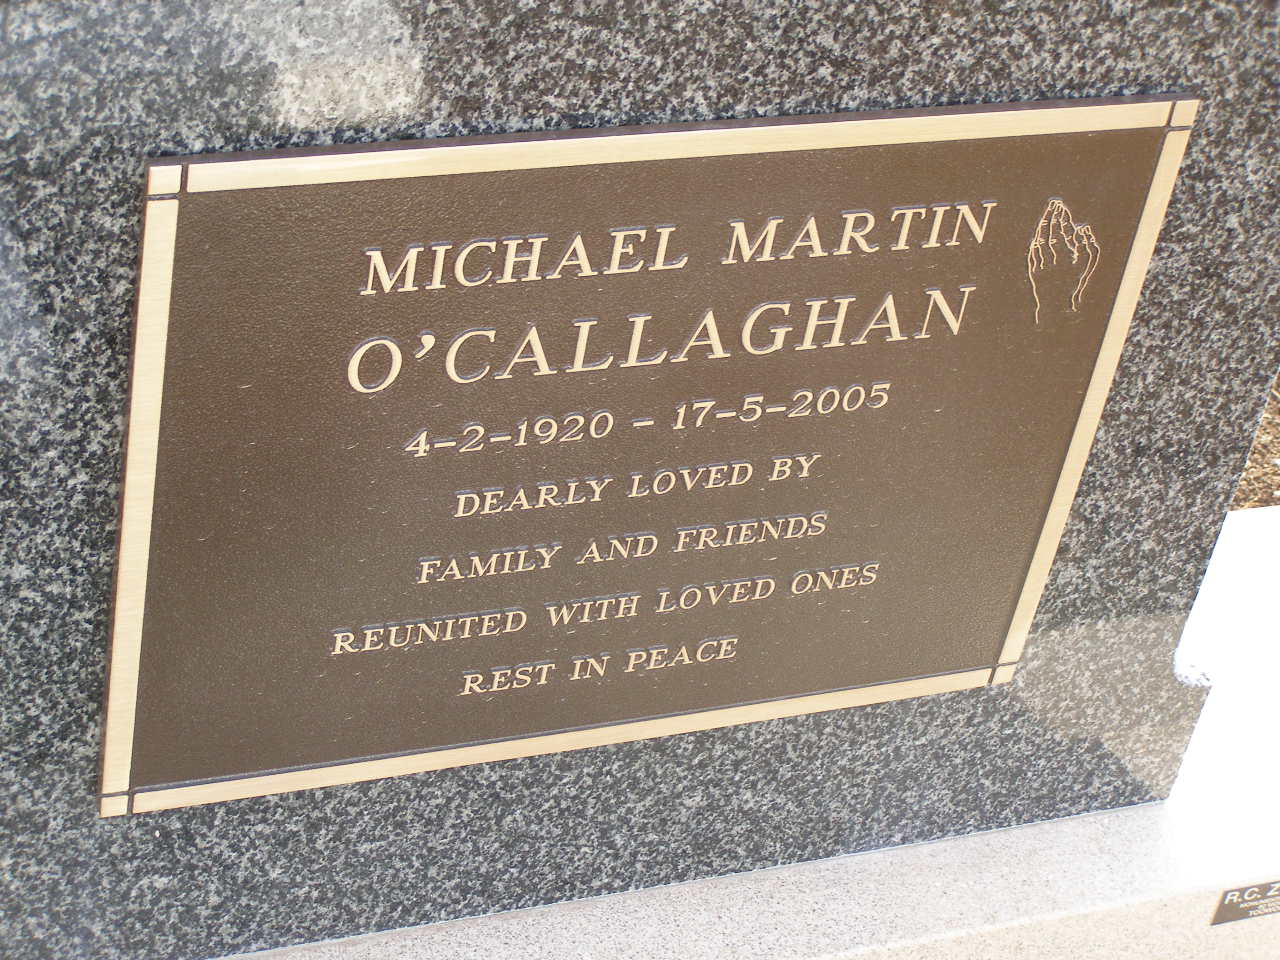 MICHAEL MARTIN
O'CALLAGHAN
4-2-1920 - 17-5-2005
DEARLY LOVED BY
FAMILY AND FRIENDS
REUNITED WITH LOVED ONES
REST IN PEACE
R.C.